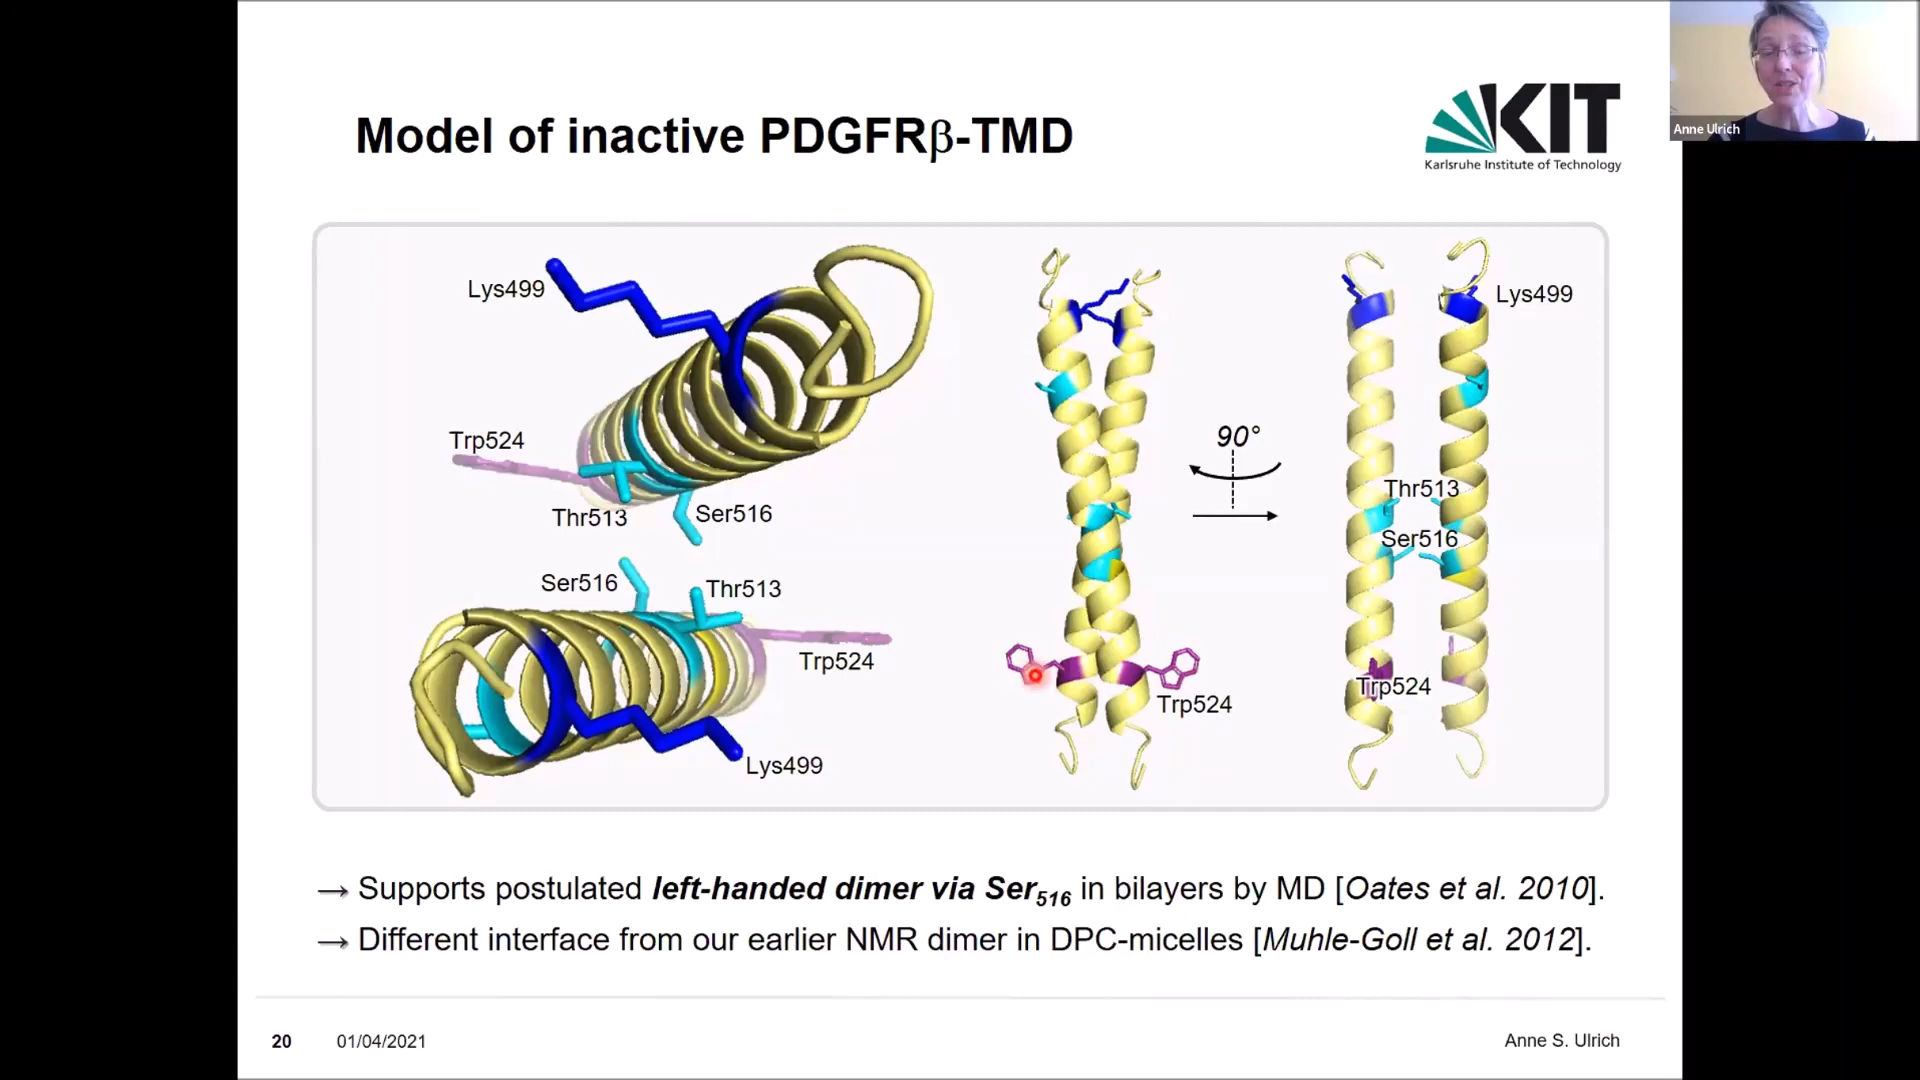 Model of inactive PDGFRβ-TMD
KIT
Karlsruhe Institute of Technology
Anne Ulrich
Lys499
Trp524
Thr513
Ser516
Ser516
Thr513
Trp524
Lys499
Trp524
90°
Lys499
Thr513
Ser516
Trp524
→ Supports postulated left-handed dimer via Ser516 in bilayers by MD [Oates et al. 2010].
→ Different interface from our earlier NMR dimer in DPC-micelles [Muhle-Goll et al. 2012].
20 01/04/2021 Anne S. Ulrich